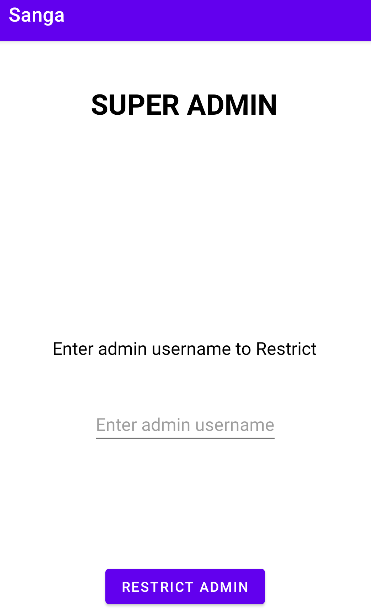 Sanga
SUPER ADMIN
Enter admin username to Restrict
Enter admin username
RESTRICT ADMIN